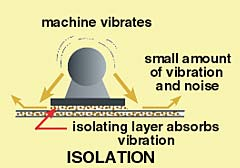 machine vibrates
small amount
of vibration
and noise
isolating layer absorbs
vibration
ISOLATION